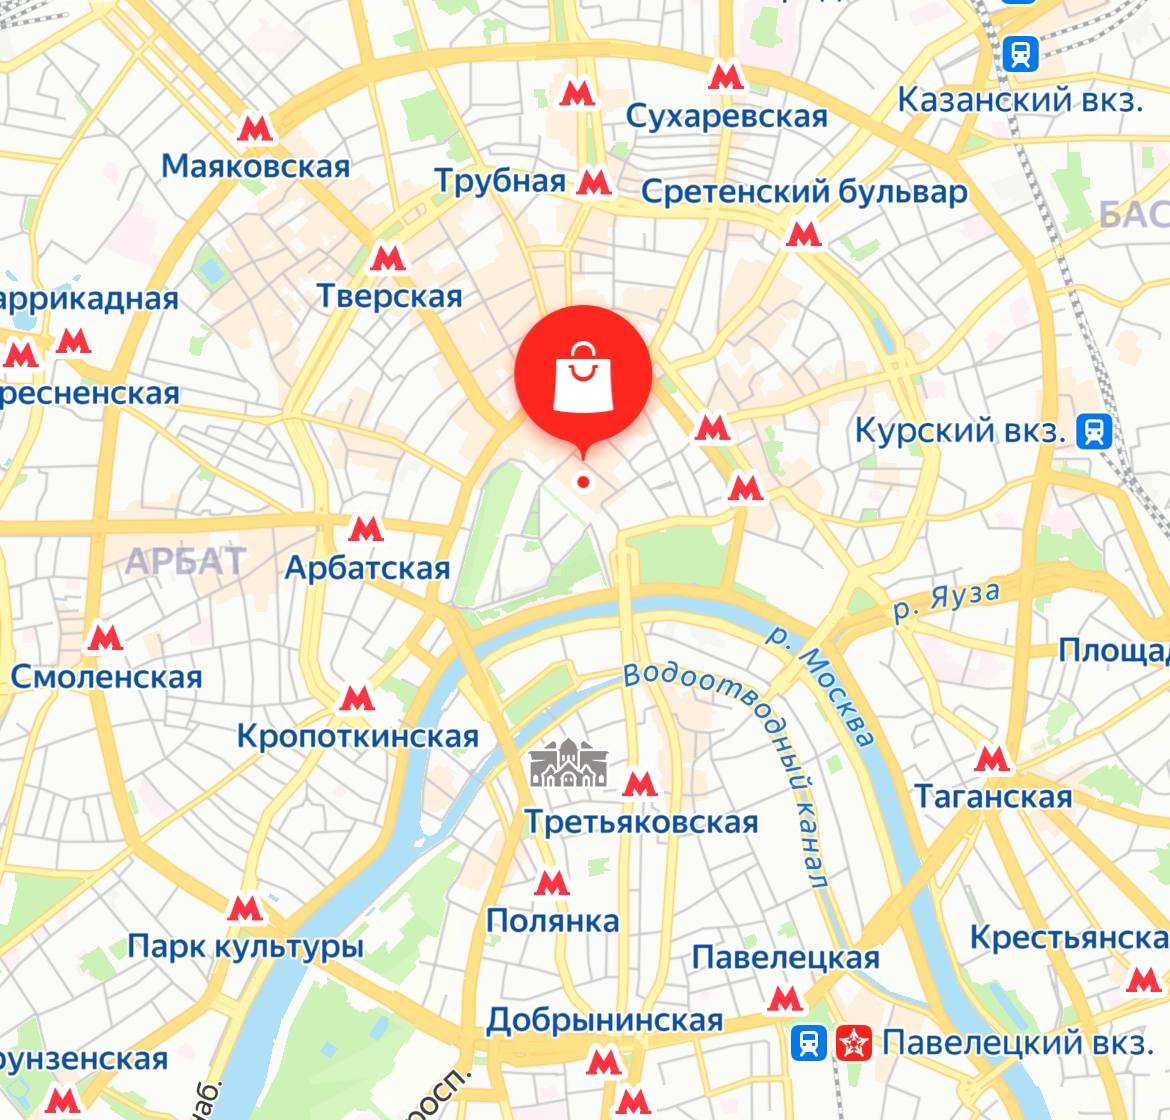 Казанский вкз.
Сухаревская
Маяковская
Трубная
Сретенский бульвар
БАС
Тверская
аррикадная
ресненская
Курский вкз.
АРБАТ
Арбатская
р. Яуза
Площад
Смоленская
р. Москва
Водоотводный канал
Кропоткинская
Таганская
Третьяковская
Полянка
Парк культуры
Крестьянска
Павелецкая
Добрынинская
Павелецкий вкз.
рунзенская
наб.
росп.